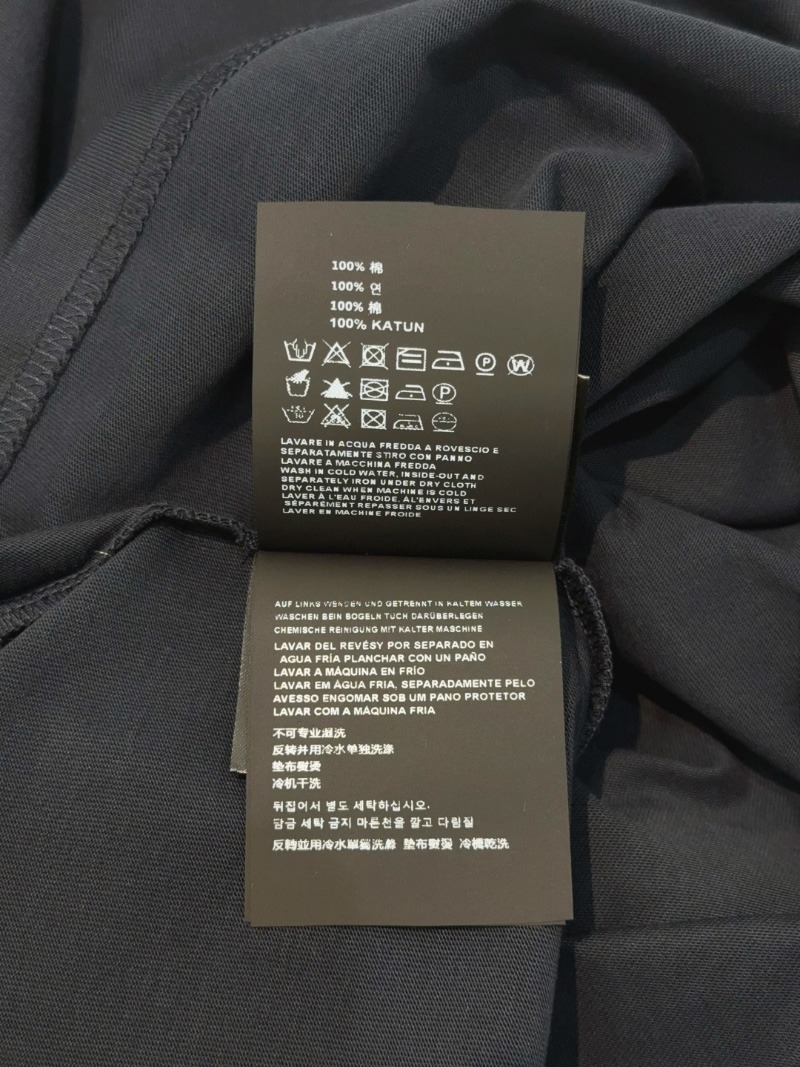 100% 棉
100% 면
100% 棉
100% KATUN
P
W
P
30
LAVARE IN ACQUA FREDDA A ROVESCIO E
SEPARATAMENTE STIRO CON PANNO
LAVARE A MACCHINA FREDDA
WASH IN COLD WATER, INSIDE-OUT AND
SEPARATELY IRON UNDER DRY CLOTH
DRY CLEAN WHEN MACHINE IS COLD
LAVER À L'EAU FROIDE, ÀL'ENVERS ET
SÉPARÉMENT REPASSER SOUS UN LINGE SEC
LAVER EN MACHINE FROIDE
AUF LINKS WENDEN UND GETRENNT IN KALTEM WASSER
WASCHEN BEIN BOGELN TUCH DARÜBERLEGEN
CHEMISCHE REINIGUNG MIT KALTER MASCHINE
LAVAR DEL REVÉSY POR SEPARADO EN
AGUA FRÍA PLANCHAR CON UN PAÑO
LAVAR A MÁQUINA EN FRÍO
LAVAR EM ÁGUA FRIA, SEPARADAMENTE PELO
AVESSO ENGOMAR SOB UM PANO PROTETOR
LAVAR COM A MÁQUINA FRIA
不可专业湿洗
反转并用冷水单独洗涤
垫布熨烫
冷机干洗
뒤집어서 별도 세탁하십시오.
담금 세탁 금지 마른천을 깔고 다림질
反轉並用冷水單獨洗滌 墊布熨燙 冷機乾洗